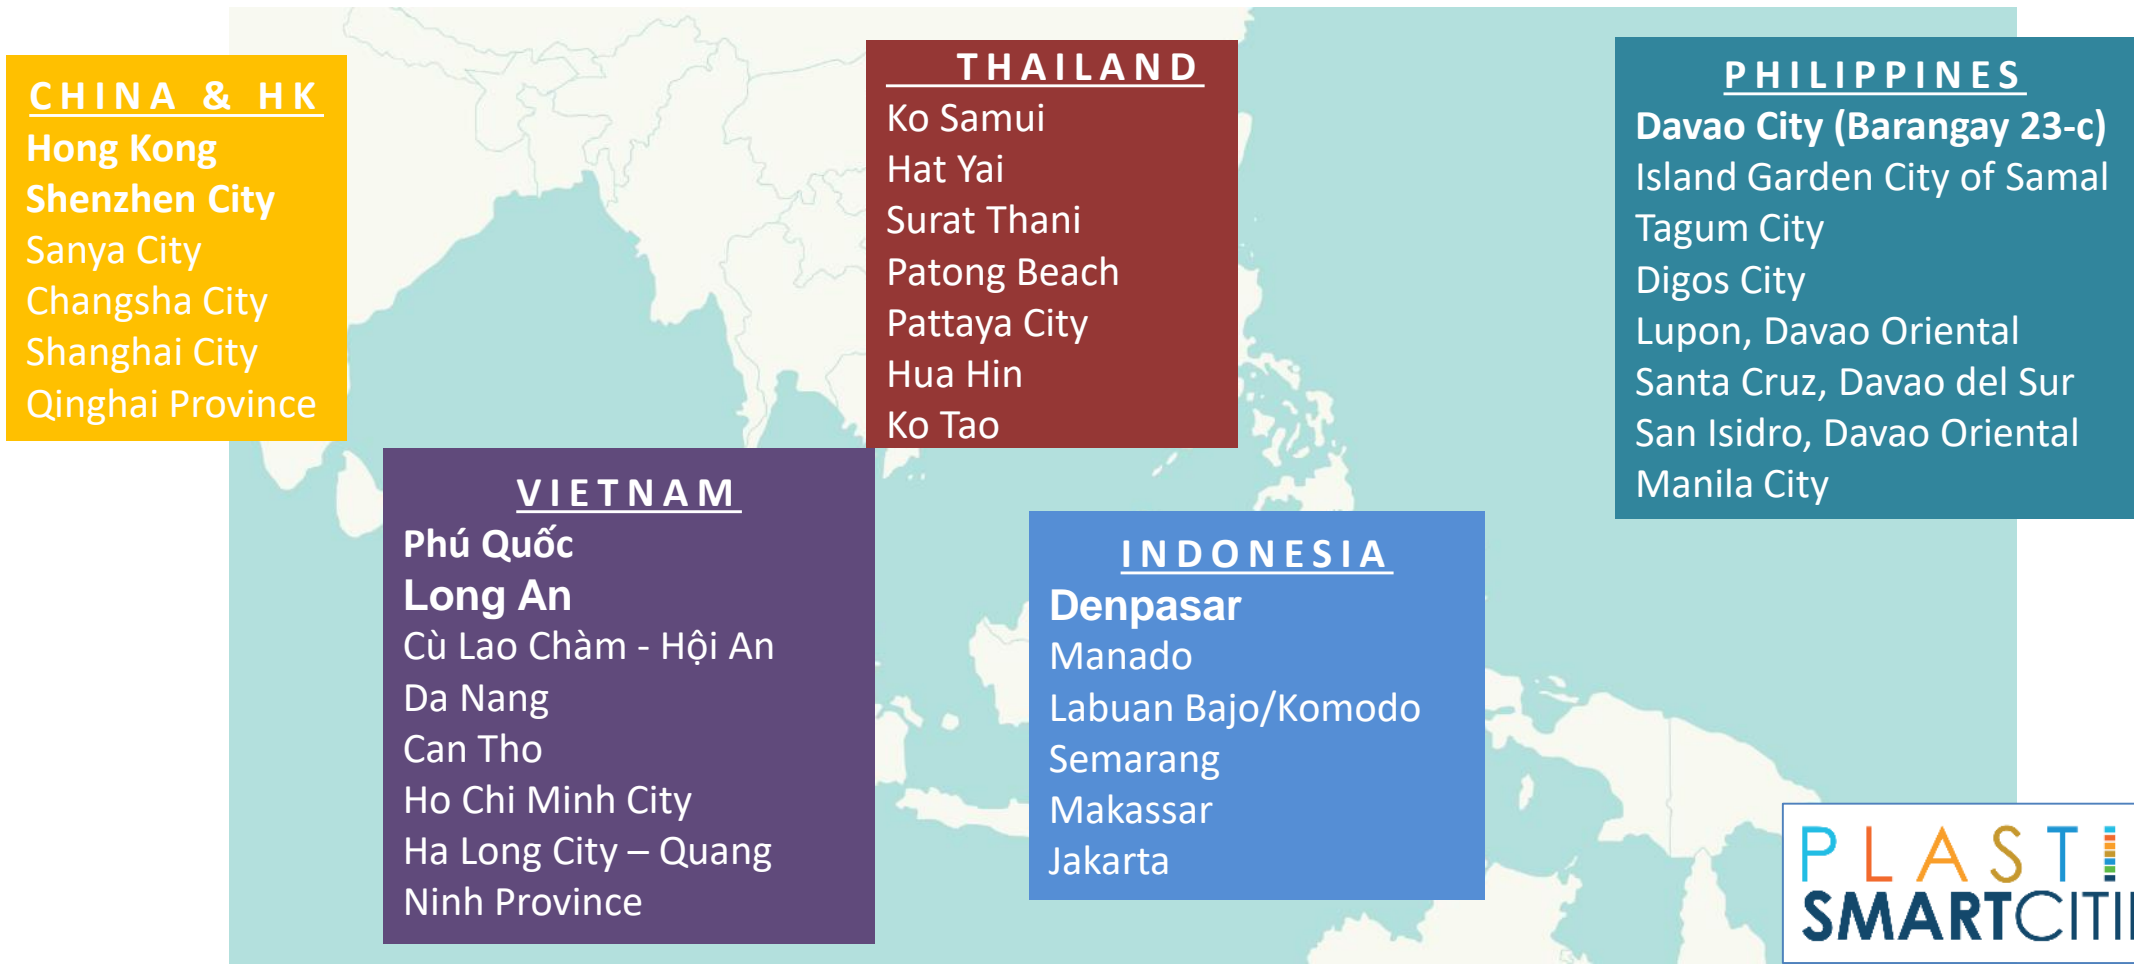 CHINA & HK
Hong Kong
Shenzhen City
Sanya City
Changsha City
Shanghai City
Qinghai Province
THAILAND
Ko Samui
Hat Yai
Surat Thani
Patong Beach
Pattaya City
Hua Hin
Ko Tao
PHILIPPINES
Davao City (Barangay 23-c)
Island Garden City of Samal
Tagum City
Digos City
Lupon, Davao Oriental
Santa Cruz, Davao del Sur
San Isidro, Davao Oriental
Manila City
VIETNAM
Phú Quốc
Long An
Cù Lao Chàm - Hội An
Da Nang
Can Tho
Ho Chi Minh City
Ha Long City – Quang
Ninh Province
INDONESIA
Denpasar
Manado
Labuan Bajo/Komodo
Semarang
Makassar
Jakarta
PLASTI
SMARTCITI